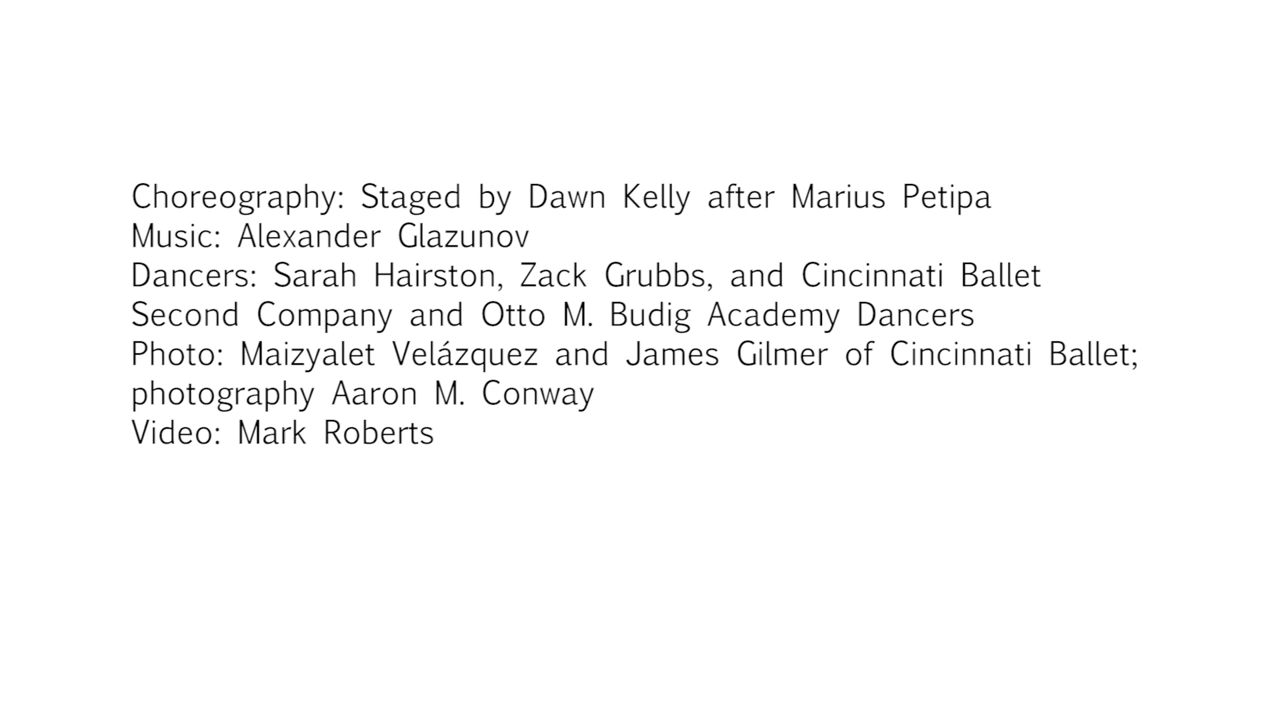 Choreography: Staged by Dawn Kelly after Marius Petipa
Music: Alexander Glazunov
Dancers: Sarah Hairston, Zack Grubbs, and Cincinnati Ballet
Second Company and Otto M. Budig Academy Dancers
Photo: Maizyalet Velázquez and James Gilmer of Cincinnati Ballet;
photography Aaron M. Conway
Video: Mark Roberts